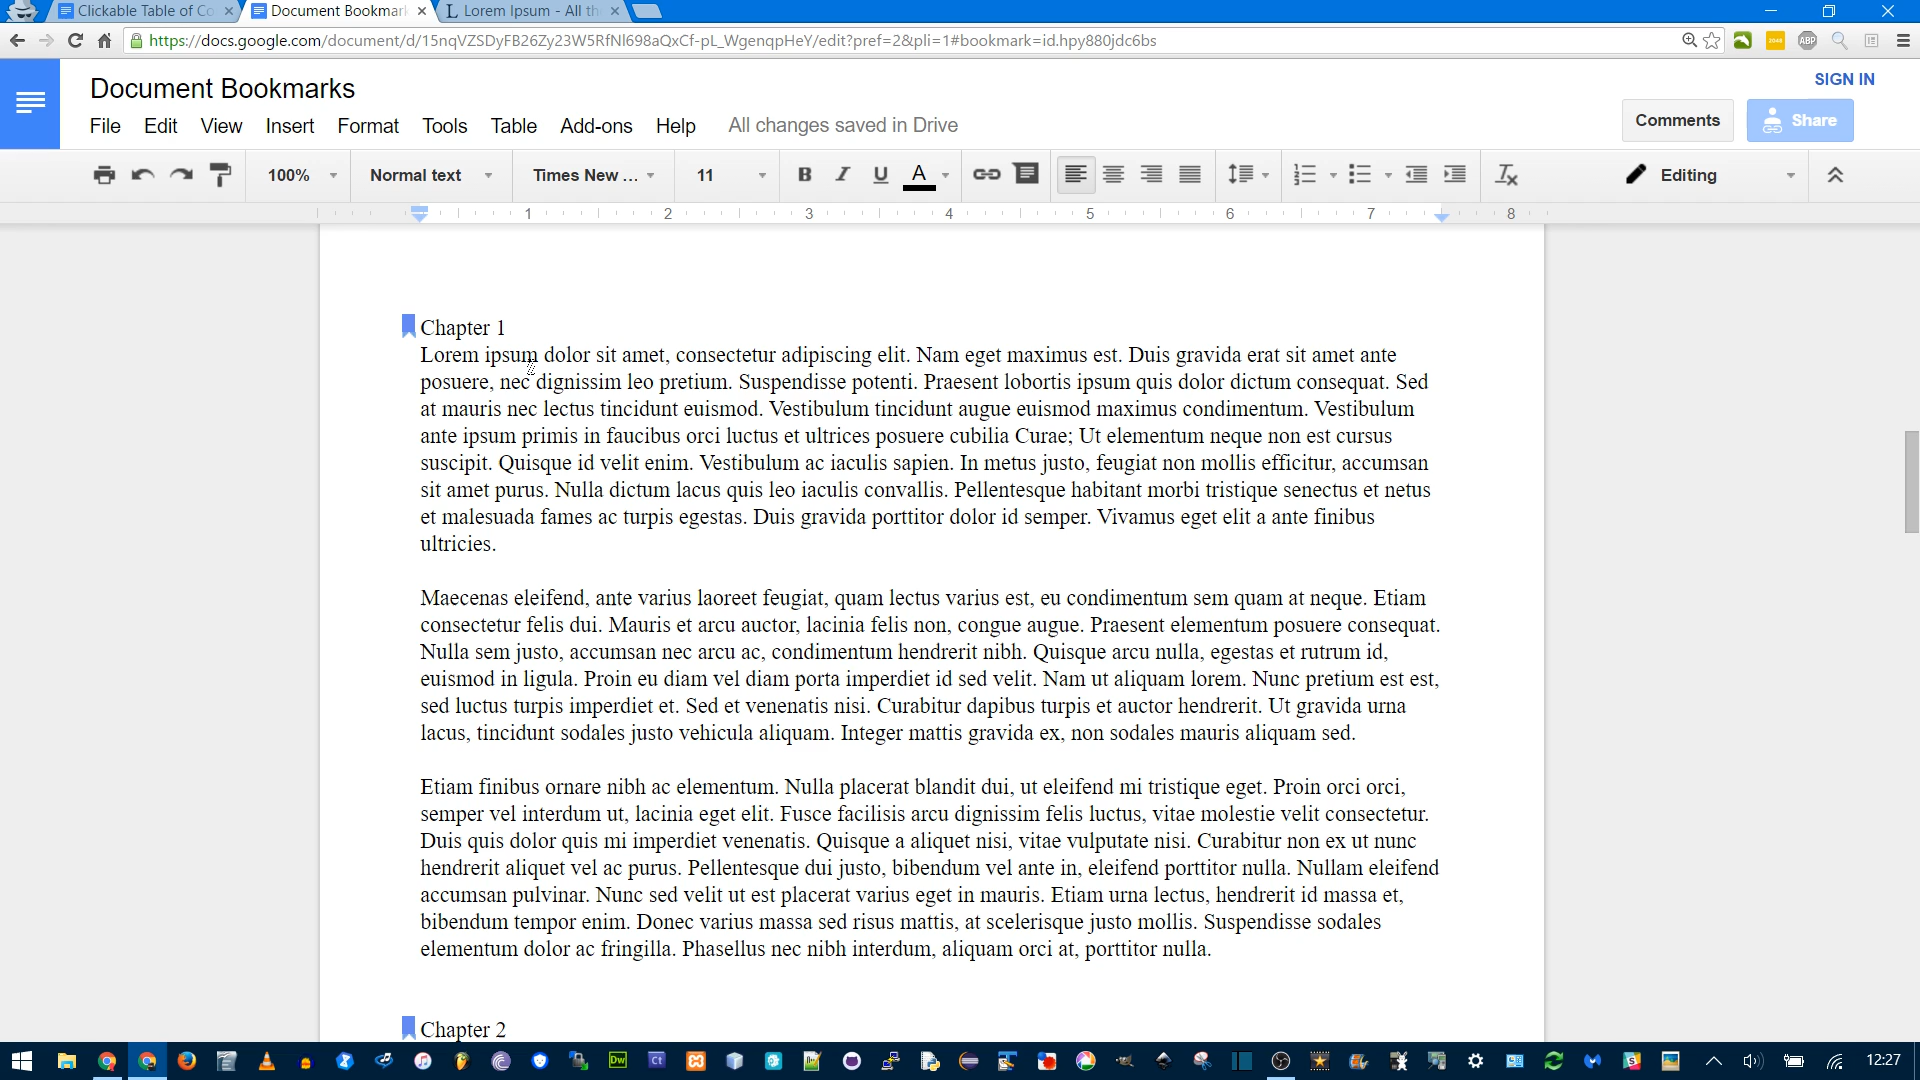 Clickable Table of Co
Document Bookmark
Lorem Ipsum - All th
https://docs.google.com/document/d/15nqVZSDyFB26Zy23W5RfNl698aQxCf-pL_WgenqpHeY/edit?pref=2&pli=1#bookmark=id.hpy880jdc6bs
ABP
Document Bookmarks
SIGN IN
File Edit View Insert Format Tools Table Add-ons Help All changes saved in Drive
Comments Share
100% Normal text Times New ... 11 B I U A Editing
1 2 3 4 5 6 7 8
Chapter 1
Lorem ipsum dolor sit amet, consectetur adipiscing elit. Nam eget maximus est. Duis gravida erat sit amet ante
posuere, nec dignissim leo pretium. Suspendisse potenti. Praesent lobortis ipsum quis dolor dictum consequat. Sed
at mauris nec lectus tincidunt euismod. Vestibulum tincidunt augue euismod maximus condimentum. Vestibulum
ante ipsum primis in faucibus orci luctus et ultrices posuere cubilia Curae; Ut elementum neque non est cursus
suscipit. Quisque id velit enim. Vestibulum ac iaculis sapien. In metus justo, feugiat non mollis efficitur, accumsan
sit amet purus. Nulla dictum lacus quis leo iaculis convallis. Pellentesque habitant morbi tristique senectus et netus
et malesuada fames ac turpis egestas. Duis gravida porttitor dolor id semper. Vivamus eget elit a ante finibus
ultricies.
Maecenas eleifend, ante varius laoreet feugiat, quam lectus varius est, eu condimentum sem quam at neque. Etiam
consectetur felis dui. Mauris et arcu auctor, lacinia felis non, congue augue. Praesent elementum posuere consequat.
Nulla sem justo, accumsan nec arcu ac, condimentum hendrerit nibh. Quisque arcu nulla, egestas et rutrum id,
euismod in ligula. Proin eu diam vel diam porta imperdiet id sed velit. Nam ut aliquam lorem. Nunc pretium est est,
sed luctus turpis imperdiet et. Sed et venenatis nisi. Curabitur dapibus turpis et auctor hendrerit. Ut gravida urna
lacus, tincidunt sodales justo vehicula aliquam. Integer mattis gravida ex, non sodales mauris aliquam sed.
Etiam finibus ornare nibh ac elementum. Nulla placerat blandit dui, ut eleifend mi tristique eget. Proin orci orci,
semper vel interdum ut, lacinia eget elit. Fusce facilisis arcu dignissim felis luctus, vitae molestie velit consectetur.
Duis quis dolor quis mi imperdiet venenatis. Quisque a aliquet nisi, vitae vulputate nisi. Curabitur non ex ut nunc
hendrerit aliquet vel ac purus. Pellentesque dui justo, bibendum vel ante in, eleifend porttitor nulla. Nullam eleifend
accumsan pulvinar. Nunc sed velit ut est placerat varius eget in mauris. Etiam urna lectus, hendrerit id massa et,
bibendum tempor enim. Donec varius massa sed risus mattis, at scelerisque justo mollis. Suspendisse sodales
elementum dolor ac fringilla. Phasellus nec nibh interdum, aliquam orci at, porttitor nulla.
Chapter 2
Dw Ct 12:27